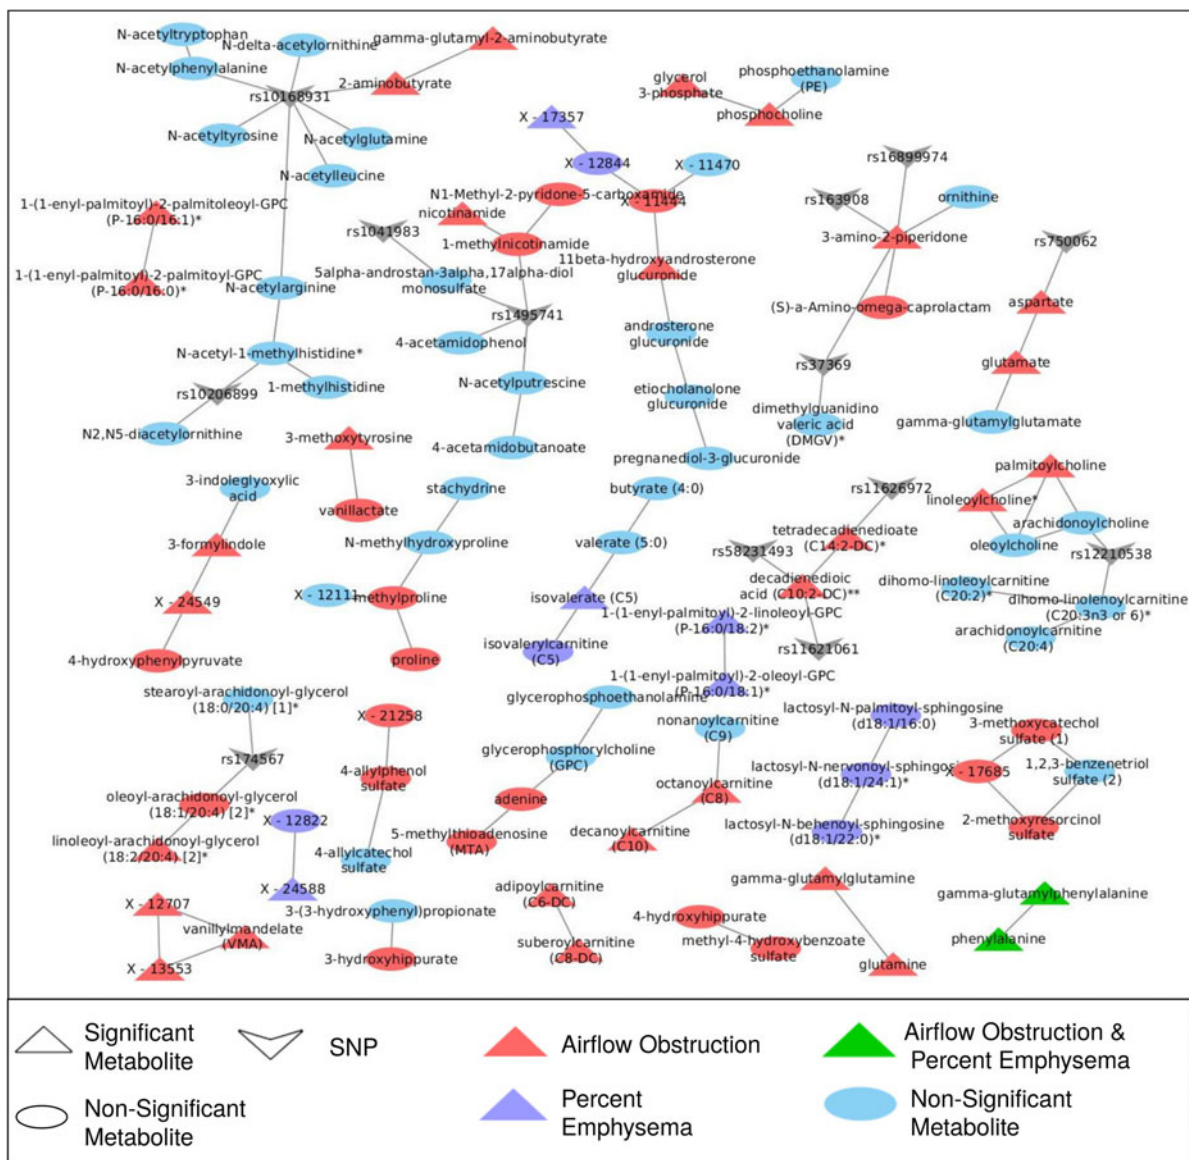 N-acetyltryptophan
N-delta-acetylornithine
gamma-glutamyl-2-aminobutyrate
N-acetylphenylalanine
2-aminobutyrate
rs10168931
N-acetyltyrosine
N-acetylglutamine
N-acetylleucine
glycerol
3-phosphate
phosphoethanolamine
(PE)
phosphocholine
X - 17357
X - 12844
X - 11470
N1-Methyl-2-pyridone-5-carboxamide
X - 11444
nicotinamide
1-methylnicotinamide
rs1041983
rs16899974
rs163908
ornithine
3-amino-2-piperidone
rs750062
1-(1-enyl-palmitoyl)-2-palmitoleoyl-GPC
(P-16:0/16:1)*
1-(1-enyl-palmitoyl)-2-palmitoyl-GPC
(P-16:0/16:0)*
N-acetylarginine
5alpha-androstan-3alpha,17alpha-diol
monosulfate
rs1495741
4-acetamidophenol
11beta-hydroxyandrosterone
glucuronide
(S)-a-Amino-omega-caprolactam
aspartate
androsterone
glucuronide
N-acetyl-1-methylhistidine*
rs10206899
1-methylhistidine
N2,N5-diacetylornithine
N-acetylputrescine
4-acetamidobutanoate
etiocholanolone
glucuronide
pregnanediol-3-glucuronide
rs37369
dimethylguanidino
valeric acid
(DMGV)*
glutamate
gamma-glutamylglutamate
3-methoxytyrosine
vanillactate
3-indoleglyoxylic
acid
3-formylindole
X - 24549
4-hydroxyphenylpyruvate
stachydrine
N-methylhydroxyproline
X - 12111
methylproline
proline
butyrate (4:0)
valerate (5:0)
isovalerate (C5)
isovalerylcarnitine
(C5)
rs11626972
tetradecadienedioate
(C14:2-DC)*
rs58231493
decadienedioic
acid (C10:2-DC)**
rs11621061
palmitoylcholine
linoleoylcholine*
arachidonoylcholine
oleoylcholine
rs12210538
dihomo-linoleoylcarnitine
(C20:2)*
dihomo-linolenoylcarnitine
(C20:3n3 or 6)*
arachidonoylcarnitine
(C20:4)
1-(1-enyl-palmitoyl)-2-linoleoyl-GPC
(P-16:0/18:2)*
1-(1-enyl-palmitoyl)-2-oleoyl-GPC
(P-16:0/18:1)*
stearoyl-arachidonoyl-glycerol
(18:0/20:4) [1]*
rs174567
oleoyl-arachidonoyl-glycerol
(18:1/20:4) [2]*
linoleoyl-arachidonoyl-glycerol
(18:2/20:4) [2]*
X - 12822
X - 24588
X - 21258
4-allylphenol
sulfate
4-allylcatechol
sulfate
glycerophosphoethanolamine
glycerophosphorylcholine
(GPC)
adenine
5-methylthioadenosine
(MTA)
nonanoylcarnitine
(C9)
octanoylcarnitine
(C8)
decanoylcarnitine
(C10)
lactosyl-N-palmitoyl-sphingosine
(d18:1/16:0)
lactosyl-N-nervonoyl-sphingosine
(d18:1/24:1)*
lactosyl-N-behenoyl-sphingosine
(d18:1/22:0)*
3-methoxycatechol
sulfate (1)
X - 17685
1,2,3-benzenetriol
sulfate (2)
2-methoxyresorcinol
sulfate
X - 12707
vanillylmandelate
(VMA)
X - 13553
3-(3-hydroxyphenyl)propionate
3-hydroxyhippurate
adipoylcarnitine
(C6-DC)
suberoylcarnitine
(C8-DC)
4-hydroxyhippurate
methyl-4-hydroxybenzoate
sulfate
gamma-glutamylglutamine
glutamine
gamma-glutamylphenylalanine
phenylalanine
Significant
Metabolite
SNP
Airflow Obstruction
Airflow Obstruction &
Percent Emphysema
Non-Significant
Metabolite
Percent
Emphysema
Non-Significant
Metabolite